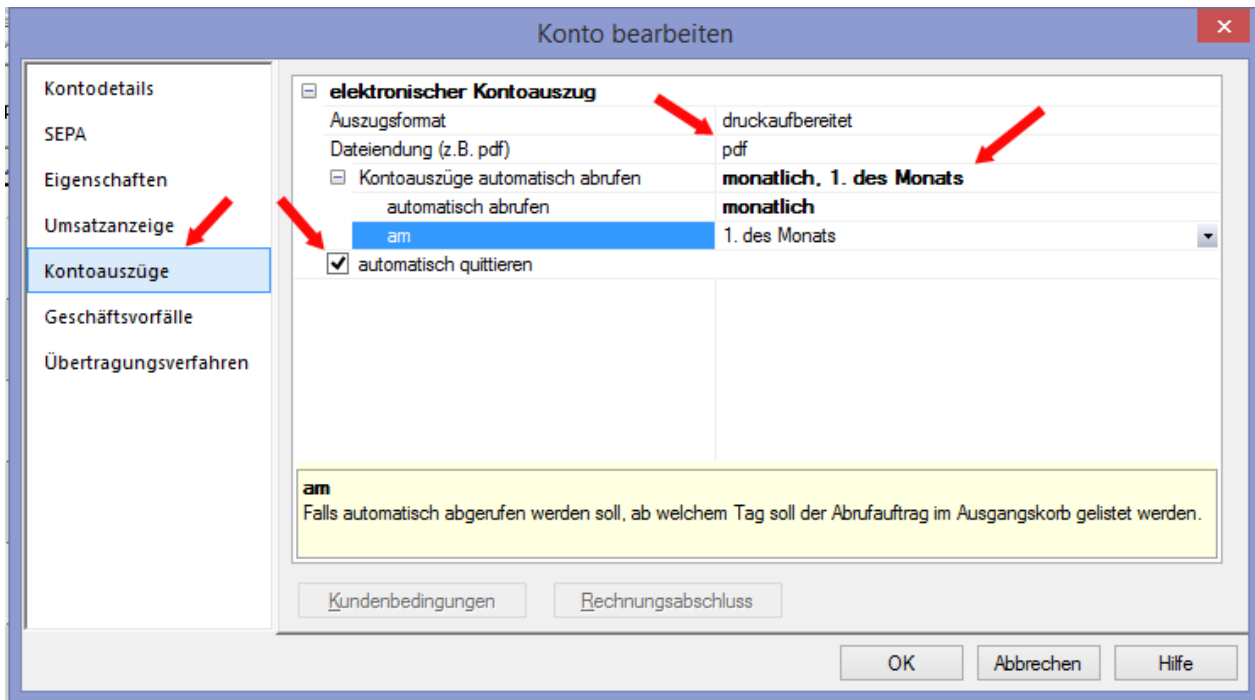 Konto bearbeiten
Kontodetails
SEPA
Eigenschaften
Umsatzanzeige
Kontoauszüge
Geschäftsvorfälle
Übertragungsverfahren
elektronischer Kontoauszug
Auszugsformat druckaufbereitet
Dateiendung (z.B. pdf) pdf
Kontoauszüge automatisch abrufen monatlich, 1. des Monats
automatisch abrufen monatlich
am 1. des Monats
automatisch quittieren
am
Falls automatisch abgerufen werden soll, ab welchem Tag soll der Abrufauftrag im Ausgangskorb gelistet werden.
Kundenbedingungen Rechnungsabschluss
OK Abbrechen Hilfe